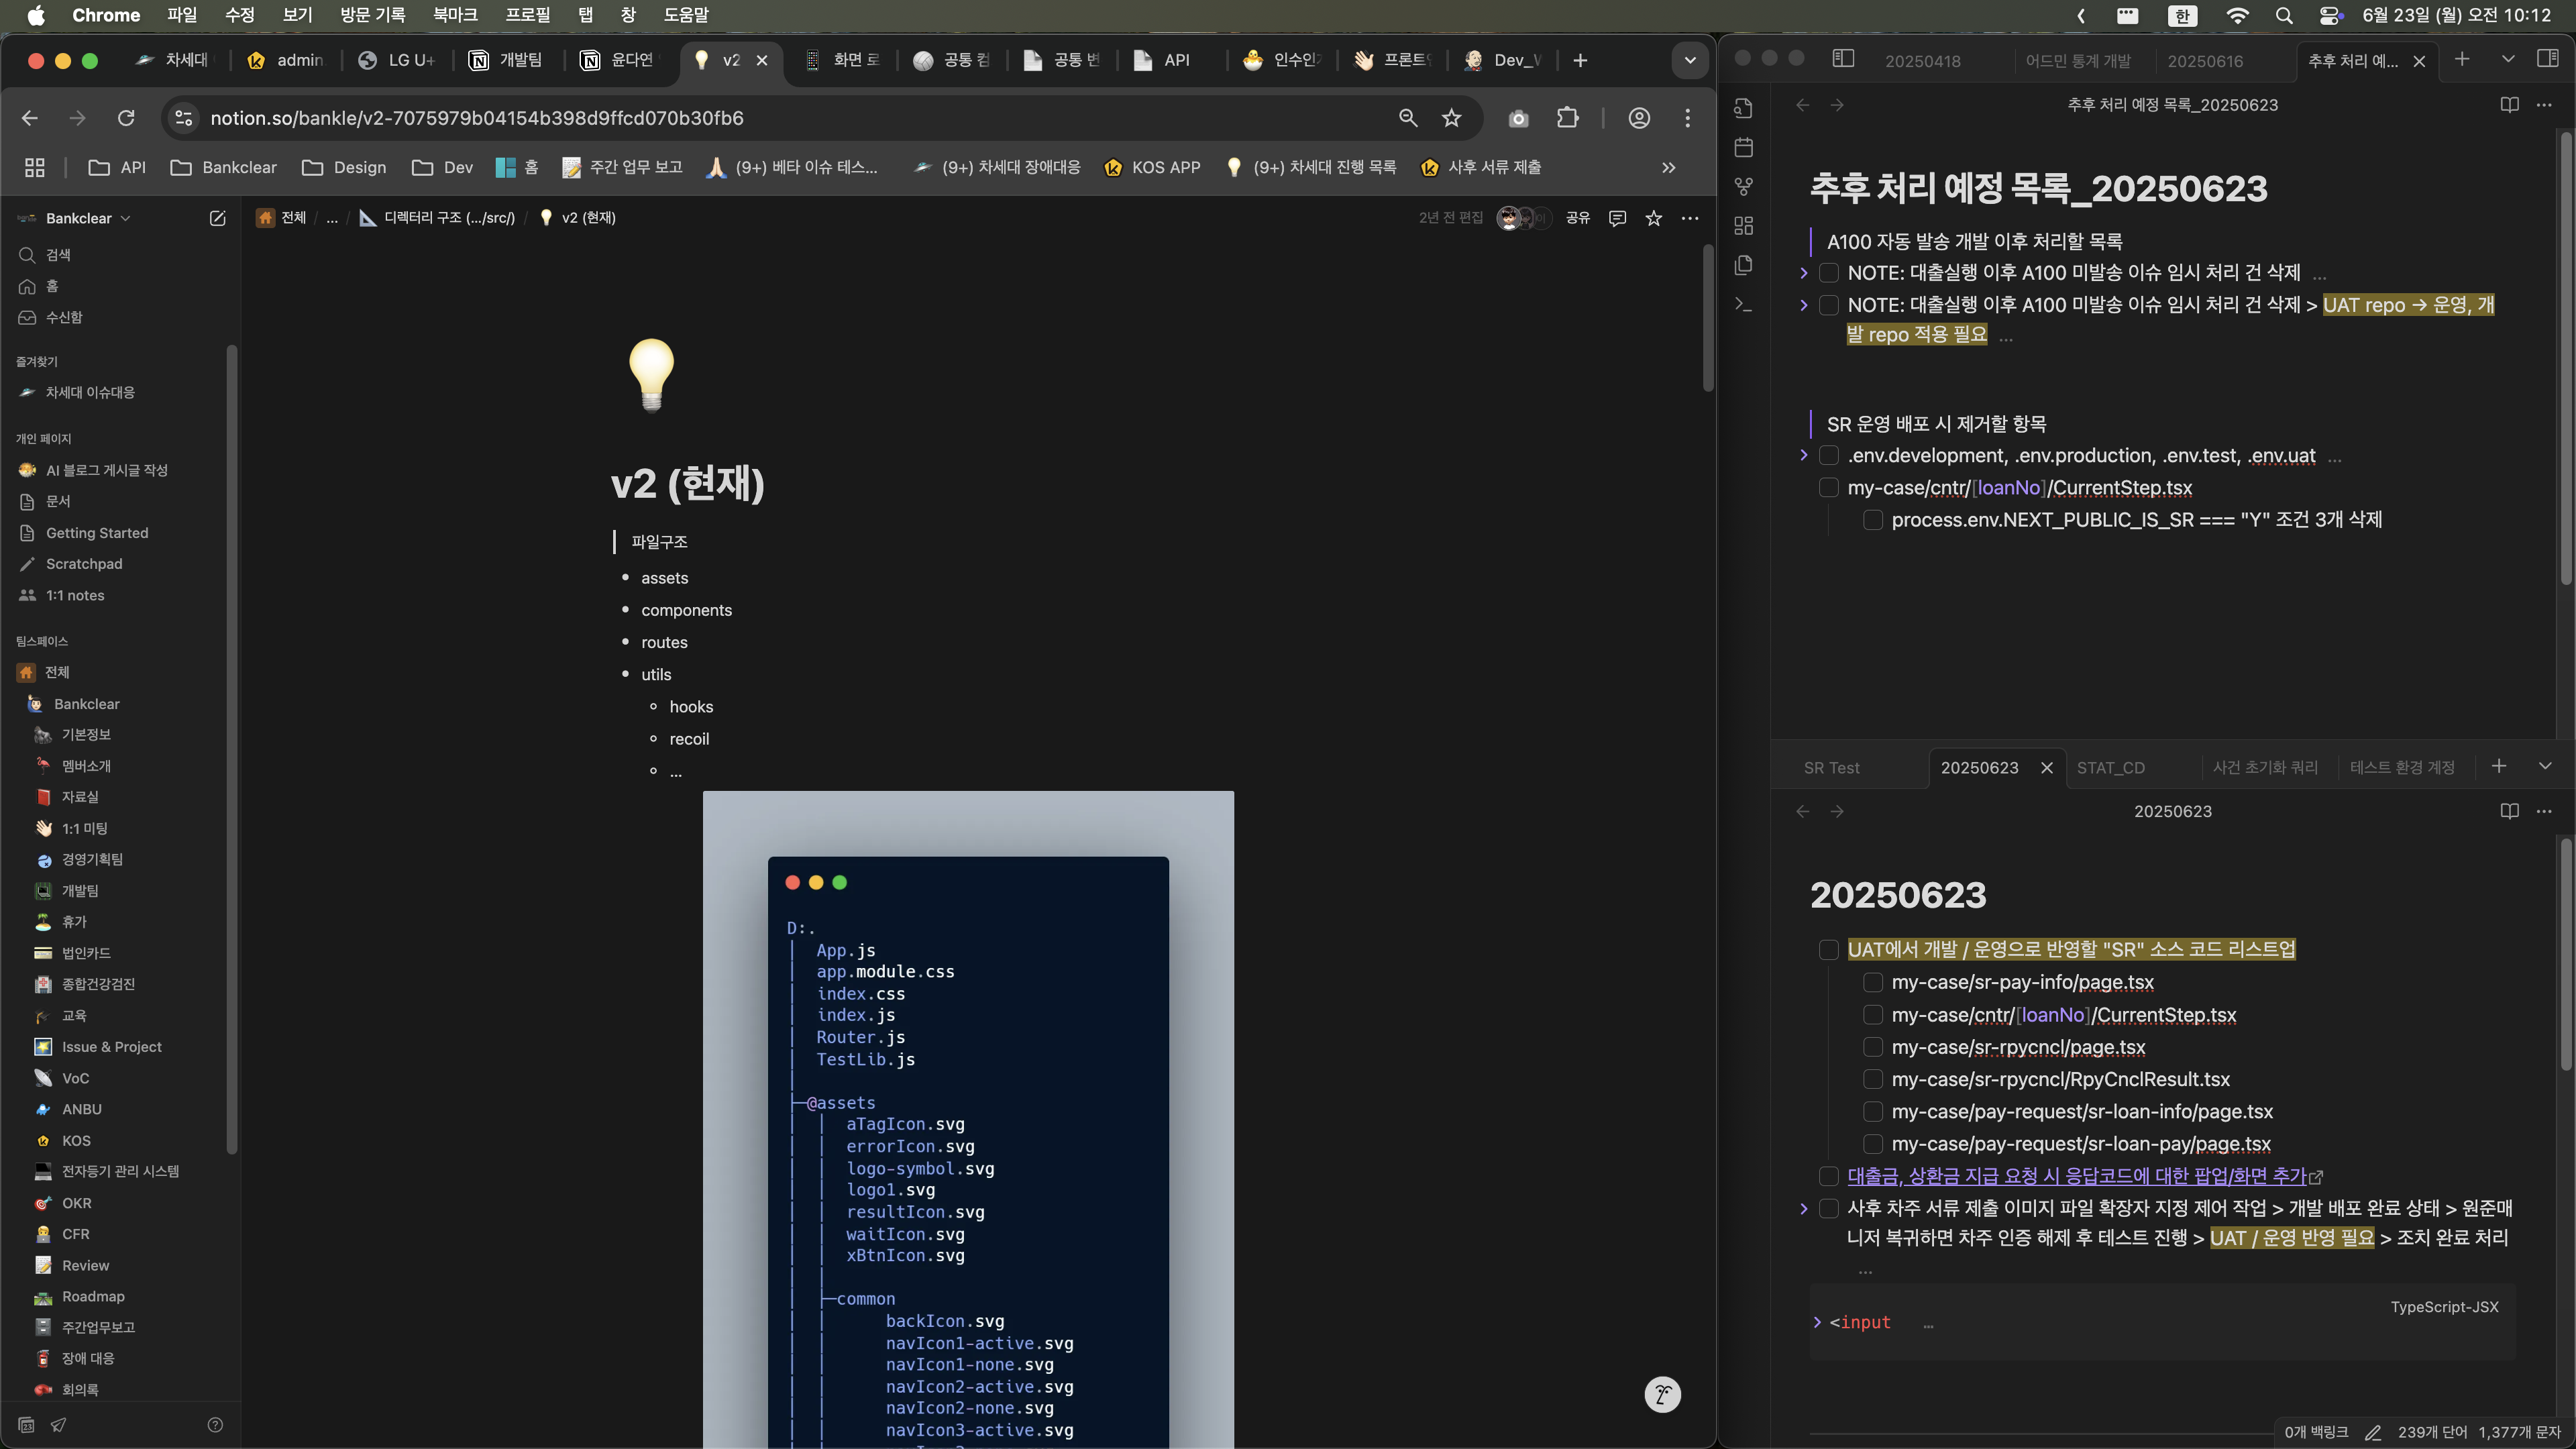 Chrome 파일 수정 보기 방문 기록 북마크 프로필 탭 창 도움말
한 6월 23일 (월) 오전 10:12
차세대 admin LG U+ 개발팀 윤다연 v2 화면 로 공통 컴 공통 변 API 인수인 프론트 Dev_
notion.so/bankle/v2-7075979b04154b398d9ffcd070b30fb6
API Bankclear Design Dev 홈 주간 업무 보고 (9+) 베타 이슈 테스... (9+) 차세대 장애대응 KOS APP (9+) 차세대 진행 목록 사후 서류 제출
Bankclear
검색
홈
수신함
즐겨찾기
차세대 이슈대응
개인 페이지
AI 블로그 게시글 작성
문서
Getting Started
Scratchpad
1:1 notes
팀스페이스
전체
Bankclear
기본정보
멤버소개
자료실
1:1 미팅
경영기획팀
개발팀
휴가
법인카드
종합건강검진
교육
Issue & Project
VoC
ANBU
KOS
전자등기 관리 시스템
OKR
CFR
Review
Roadmap
주간업무보고
장애 대응
회의록
전체 / ... / 디렉터리 구조 (.../src/) / v2 (현재)
2년 전 편집 공유
v2 (현재)
파일구조
• assets
• components
• routes
• utils
◦ hooks
◦ recoil
◦ ...
D:.
│ App.js
│ app.module.css
│ index.css
│ index.js
│ Router.js
│ TestLib.js
│
├─@assets
│ │ aTagIcon.svg
│ │ errorIcon.svg
│ │ logo-symbol.svg
│ │ logo1.svg
│ │ resultIcon.svg
│ │ waitIcon.svg
│ │ xBtnIcon.svg
│ │
│ ├─common
│ │ backIcon.svg
│ │ navIcon1-active.svg
│ │ navIcon1-none.svg
│ │ navIcon2-active.svg
│ │ navIcon2-none.svg
│ │ navIcon3-active.svg
20250418 어드민 통계 개발 20250616 추후 처리 예...
추후 처리 예정 목록_20250623
추후 처리 예정 목록_20250623
A100 자동 발송 개발 이후 처리할 목록
NOTE: 대출실행 이후 A100 미발송 이슈 임시 처리 건 삭제 ...
NOTE: 대출실행 이후 A100 미발송 이슈 임시 처리 건 삭제 > UAT repo → 운영, 개
발 repo 적용 필요 ...
SR 운영 배포 시 제거할 항목
.env.development, .env.production, .env.test, .env.uat ...
my-case/cntr/[loanNo]/CurrentStep.tsx
process.env.NEXT_PUBLIC_IS_SR === "Y" 조건 3개 삭제
SR Test 20250623 STAT_CD 사건 초기화 쿼리 테스트 환경 계정
20250623
20250623
UAT에서 개발 / 운영으로 반영할 "SR" 소스 코드 리스트업
my-case/sr-pay-info/page.tsx
my-case/cntr/[loanNo]/CurrentStep.tsx
my-case/sr-rpycncl/page.tsx
my-case/sr-rpycncl/RpyCnclResult.tsx
my-case/pay-request/sr-loan-info/page.tsx
my-case/pay-request/sr-loan-pay/page.tsx
대출금, 상환금 지급 요청 시 응답코드에 대한 팝업/화면 추가
사후 차주 서류 제출 이미지 파일 확장자 지정 제어 작업 > 개발 배포 완료 상태 > 원준매
니저 복귀하면 차주 인증 해제 후 테스트 진행 > UAT / 운영 반영 필요 > 조치 완료 처리
...
TypeScript-JSX
<input ...
0개 백링크 239개 단어 1,377개 문자